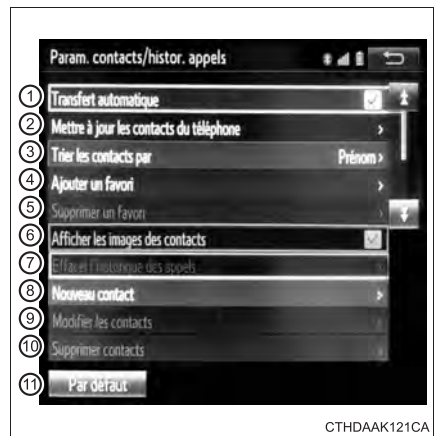 Param. contacts/histor. appels
1 Transfert automatique
2 Mettre à jour les contacts du téléphone
3 Trier les contacts par Prénom
4 Ajouter un favori
5 Supprimer un favori
6 Afficher les images des contacts
7 Effacer l'historique des appels
8 Nouveau contact
9 Modifier les contacts
10 Supprimer contacts
11 Par défaut
CTHDAAK121CA